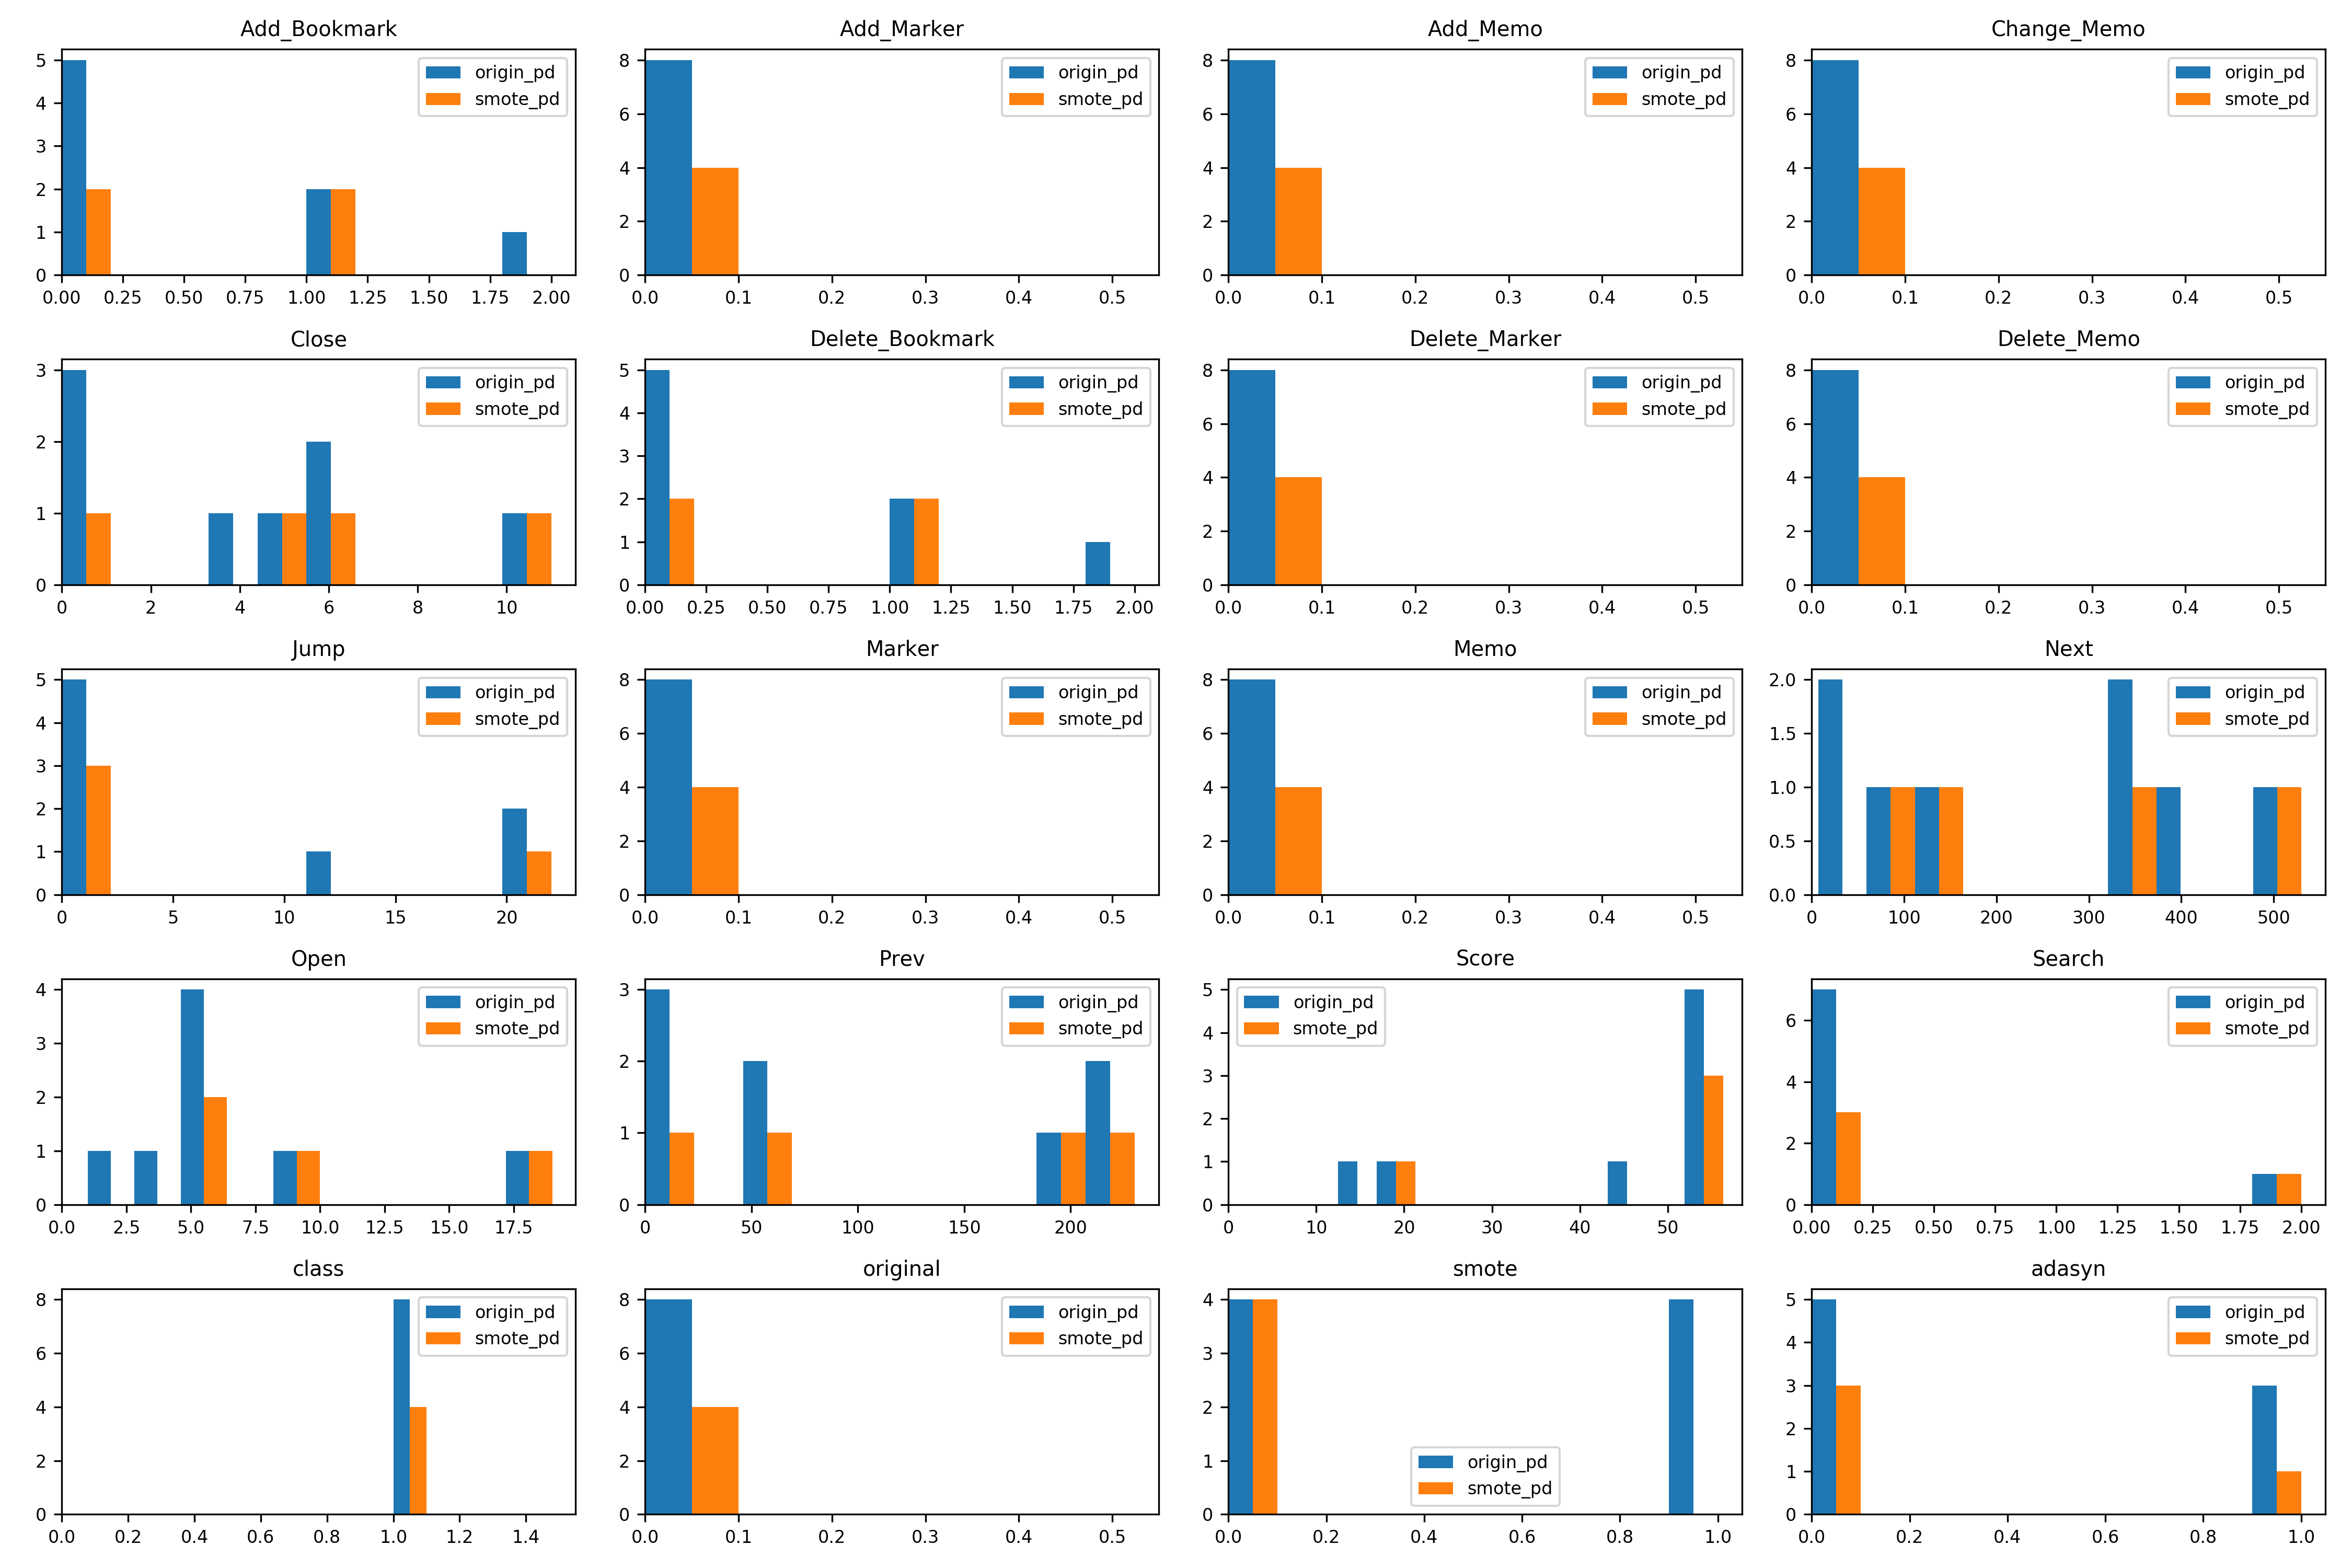 Add_Bookmark
5
4
3
2
1
0
0.00 0.25 0.50 0.75 1.00 1.25 1.50 1.75 2.00
origin_pd
smote_pd
Add_Marker
8
6
4
2
0
0.0 0.1 0.2 0.3 0.4 0.5
origin_pd
smote_pd
Add_Memo
8
6
4
2
0
0.0 0.1 0.2 0.3 0.4 0.5
origin_pd
smote_pd
Change_Memo
8
6
4
2
0
0.0 0.1 0.2 0.3 0.4 0.5
origin_pd
smote_pd
Close
3
2
1
0
0 2 4 6 8 10
origin_pd
smote_pd
Delete_Bookmark
5
4
3
2
1
0
0.00 0.25 0.50 0.75 1.00 1.25 1.50 1.75 2.00
origin_pd
smote_pd
Delete_Marker
8
6
4
2
0
0.0 0.1 0.2 0.3 0.4 0.5
origin_pd
smote_pd
Delete_Memo
8
6
4
2
0
0.0 0.1 0.2 0.3 0.4 0.5
origin_pd
smote_pd
Jump
5
4
3
2
1
0
0 5 10 15 20
origin_pd
smote_pd
Marker
8
6
4
2
0
0.0 0.1 0.2 0.3 0.4 0.5
origin_pd
smote_pd
Memo
8
6
4
2
0
0.0 0.1 0.2 0.3 0.4 0.5
origin_pd
smote_pd
Next
2.0
1.5
1.0
0.5
0.0
0 100 200 300 400 500
origin_pd
smote_pd
Open
4
3
2
1
0
0.0 2.5 5.0 7.5 10.0 12.5 15.0 17.5
origin_pd
smote_pd
Prev
3
2
1
0
0 50 100 150 200
origin_pd
smote_pd
Score
5
4
3
2
1
0
0 10 20 30 40 50
origin_pd
smote_pd
Search
6
4
2
0
0.00 0.25 0.50 0.75 1.00 1.25 1.50 1.75 2.00
origin_pd
smote_pd
class
8
6
4
2
0
0.0 0.2 0.4 0.6 0.8 1.0 1.2 1.4
origin_pd
smote_pd
original
8
6
4
2
0
0.0 0.1 0.2 0.3 0.4 0.5
origin_pd
smote_pd
smote
4
3
2
1
0
0.0 0.2 0.4 0.6 0.8 1.0
origin_pd
smote_pd
adasyn
5
4
3
2
1
0
0.0 0.2 0.4 0.6 0.8 1.0
origin_pd
smote_pd